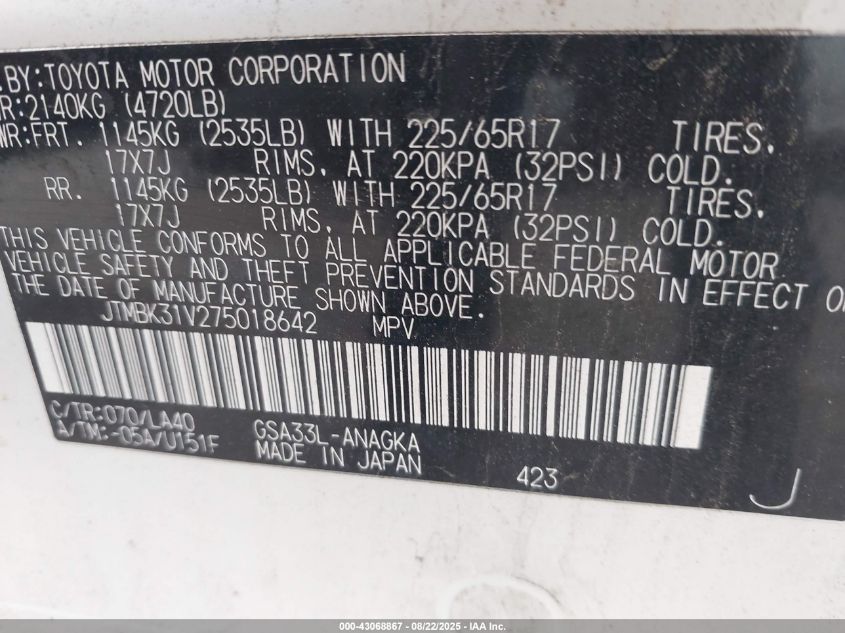 .BY:TOYOTA MOTOR CORPORATION
R:2140KG (4720LB)
WR:FRT. 1145KG (2535LB) WITH 225/65R17 TIRES.
17X7J RIMS. AT 220KPA (32PSI) COLD.
RR. 1145KG (2535LB) WITH 225/65R17 TIRES.
17X7J RIMS. AT 220KPA (32PSI) COLD.
THIS VEHICLE CONFORMS TO ALL APPLICABLE FEDERAL MOTOR
VEHICLE SAFETY AND THEFT PREVENTION STANDARDS IN EFFECT O
THE DATE OF MANUFACTURE SHOWN ABOVE.
JTMBK31V275018642 MPV
C/TR:070/LA40
A/TM:-05A/U151F
GSA33L-ANAGKA
MADE IN JAPAN
423
J
000-43068867 - 08/22/2025 - IAA Inc.